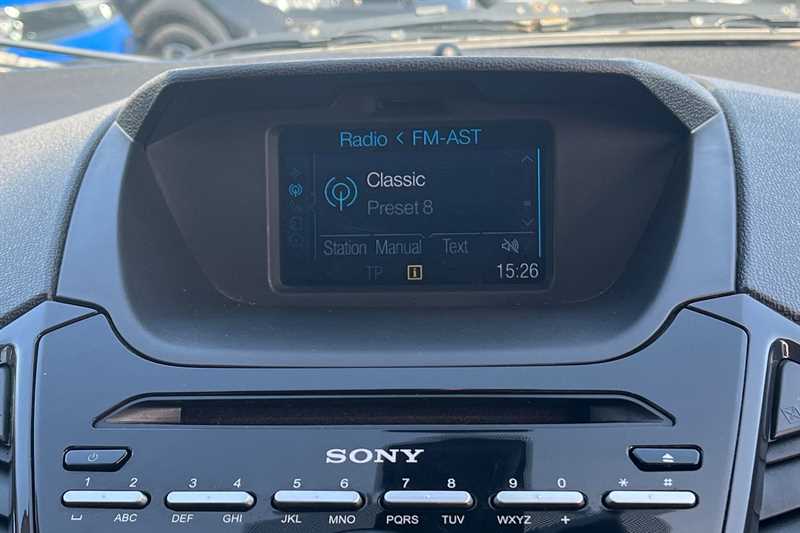 Radio < FM-AST
Classic
Preset 8
Station Manual Text
TP i 15:26
D
SONY
1 2 3 4 5 6 7 8 9 0 * #
ABC DEF GHI JKL MNO PQRS TUV WXYZ +